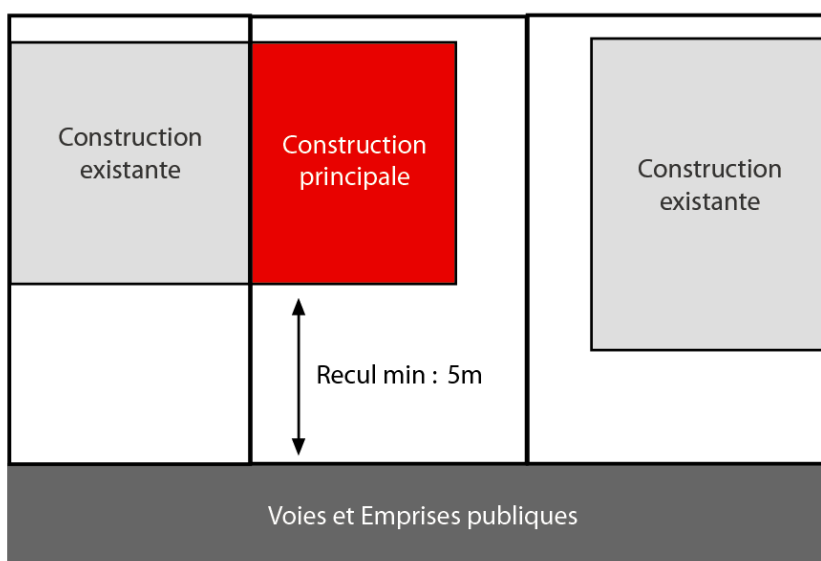 Construction
existante
Construction
principale
Construction
existante
Recul min : 5m
Voies et Emprises publiques